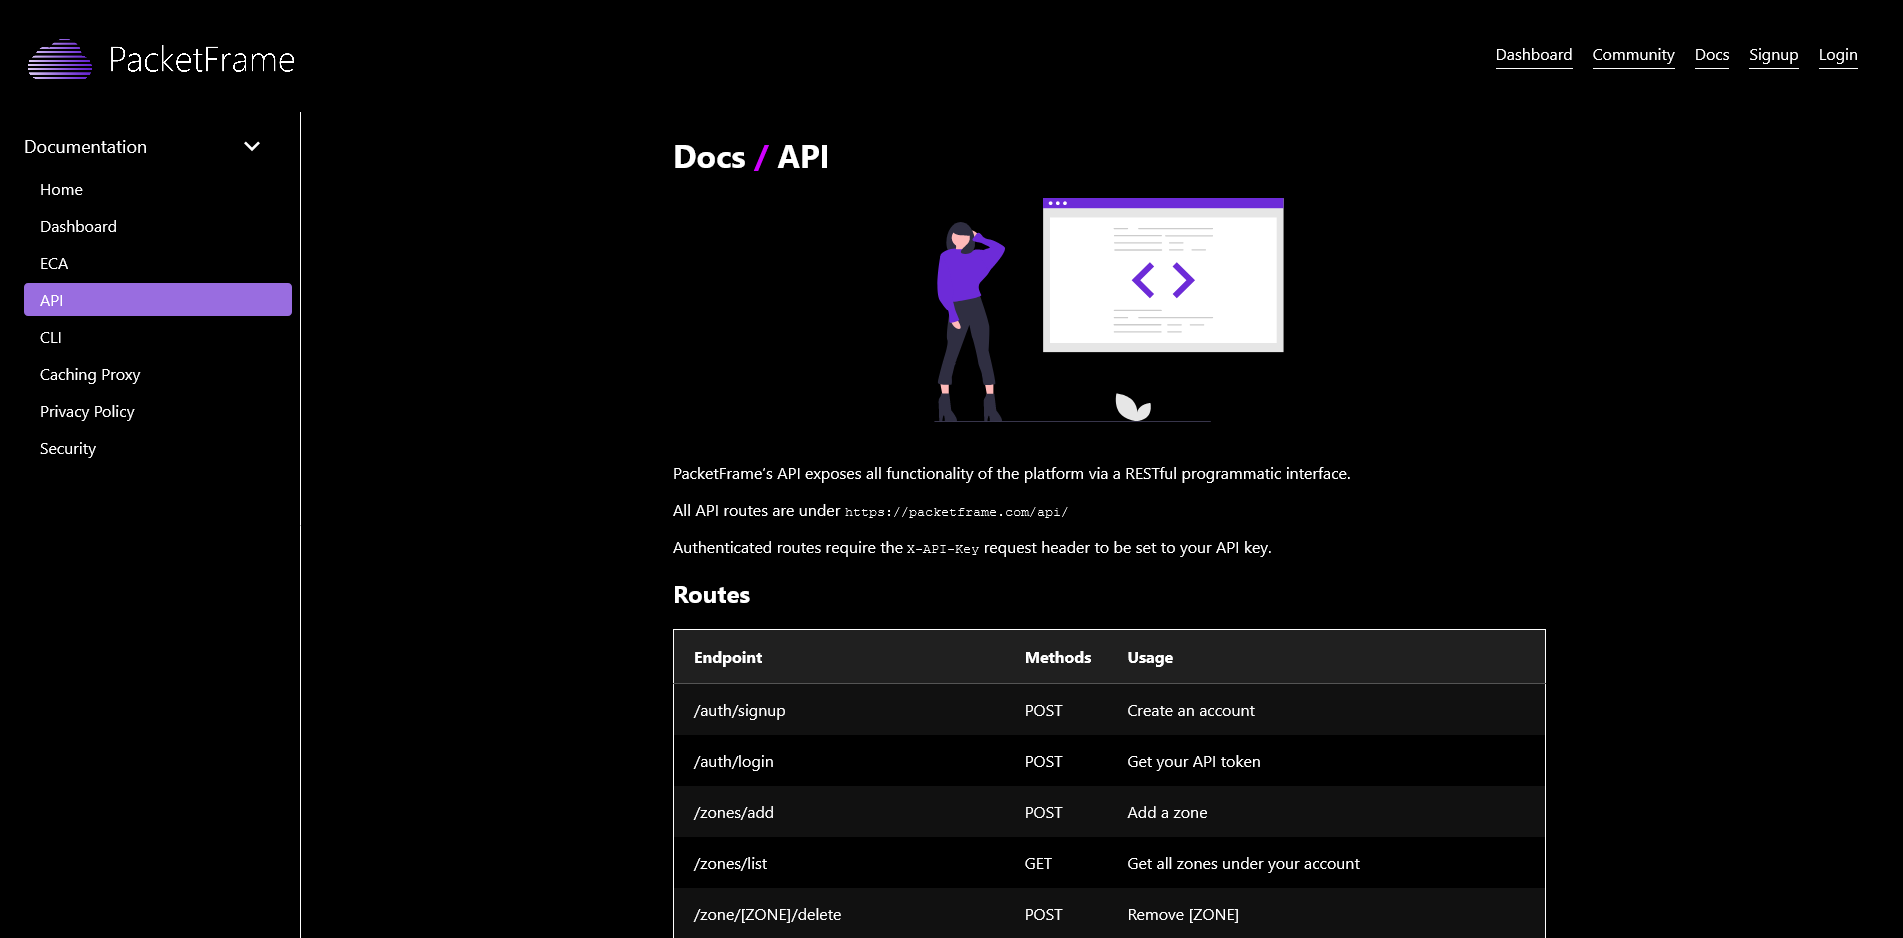 PacketFrame
Dashboard Community Docs Signup Login
Documentation
Home
Dashboard
ECA
API
CLI
Caching Proxy
Privacy Policy
Security
Docs / API
< >
PacketFrame's API exposes all functionality of the platform via a RESTful programmatic interface.
All API routes are under https://packetframe.com/api/
Authenticated routes require the X-API-Key request header to be set to your API key.
Routes
Endpoint Methods Usage
/auth/signup POST Create an account
/auth/login POST Get your API token
/zones/add POST Add a zone
/zones/list GET Get all zones under your account
/zone/[ZONE]/delete POST Remove [ZONE]